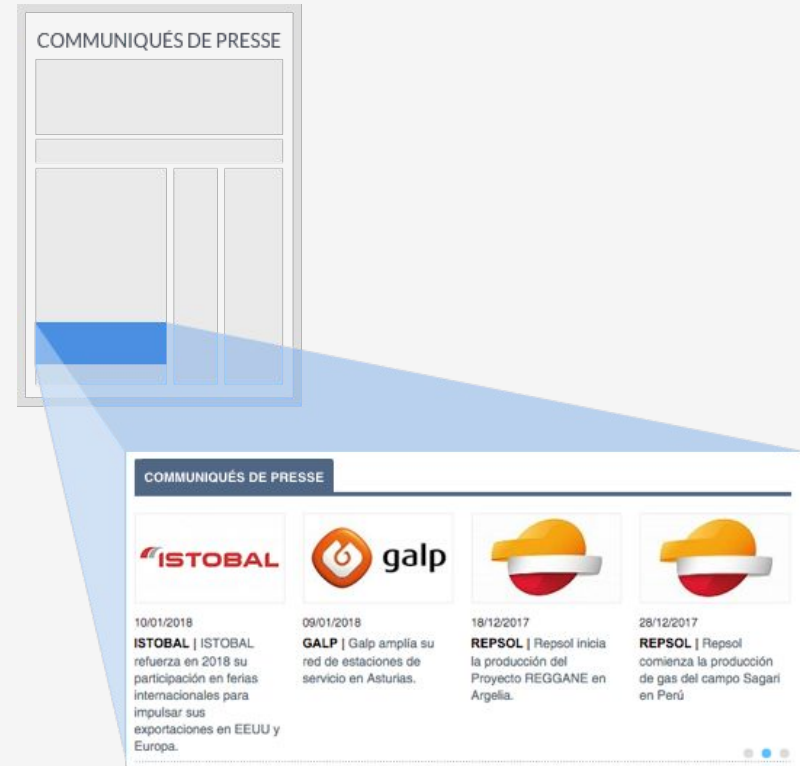 COMMUNIQUÉS DE PRESSE
COMMUNIQUÉS DE PRESSE
ISTOBAL
galp
10/01/2018
ISTOBAL | ISTOBAL
refuerza en 2018 su
participación en ferias
internacionales para
impulsar sus
exportaciones en EEUU y
Europa.
09/01/2018
GALP | Galp amplía su
red de estaciones de
servicio en Asturias.
18/12/2017
REPSOL | Repsol inicia
la producción del
Proyecto REGGANE en
Argelia.
28/12/2017
REPSOL | Repsol
comienza la producción
de gas del campo Sagari
en Perú